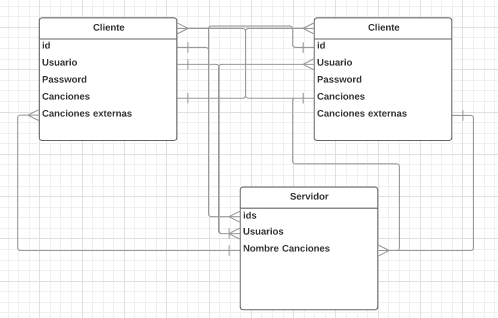 Cliente
id
Usuario
Password
Canciones
Canciones externas
Cliente
id
Usuario
Password
Canciones
Canciones externas
Servidor
ids
Usuarios
Nombre Canciones